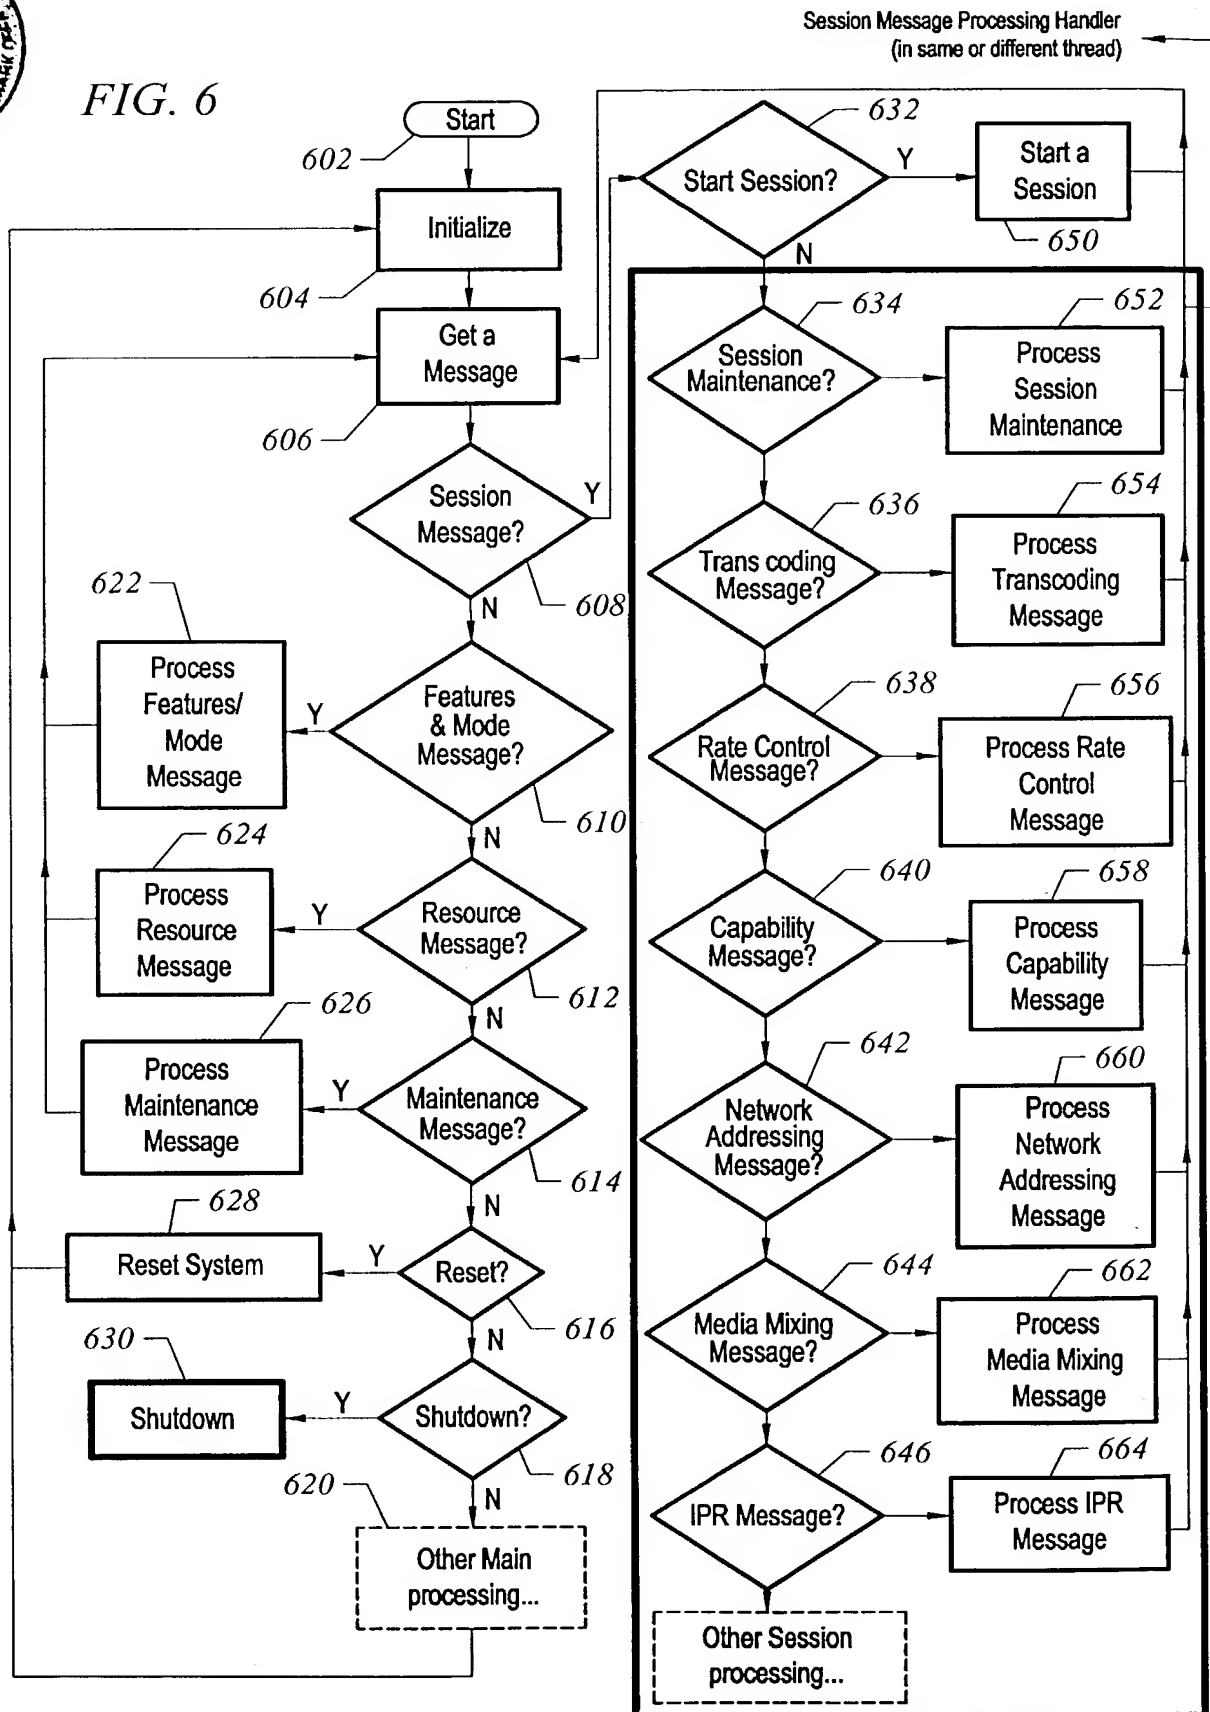 Session Message Processing Handler
(in same or different thread)
FIG. 6
Start
602
Initialize
604
Get a
Message
606
Session
Message?
Y
608
N
622
Process
Features/
Mode
Message
Y
Features
& Mode
Message?
610
N
624
Process
Resource
Message
Y
Resource
Message?
612
N
626
Process
Maintenance
Message
Y
Maintenance
Message?
614
N
628
Reset System
Y
Reset?
616
N
630
Shutdown
Y
Shutdown?
618
N
620
Other Main
processing...
632
Start Session?
Y
Start a
Session
650
N
634
Session
Maintenance?
652
Process
Session
Maintenance
636
Trans coding
Message?
654
Process
Transcoding
Message
638
Rate Control
Message?
656
Process Rate
Control
Message
640
Capability
Message?
658
Process
Capability
Message
642
Network
Addressing
Message?
660
Process
Network
Addressing
Message
644
Media Mixing
Message?
662
Process
Media Mixing
Message
646
IPR Message?
664
Process IPR
Message
Other Session
processing...